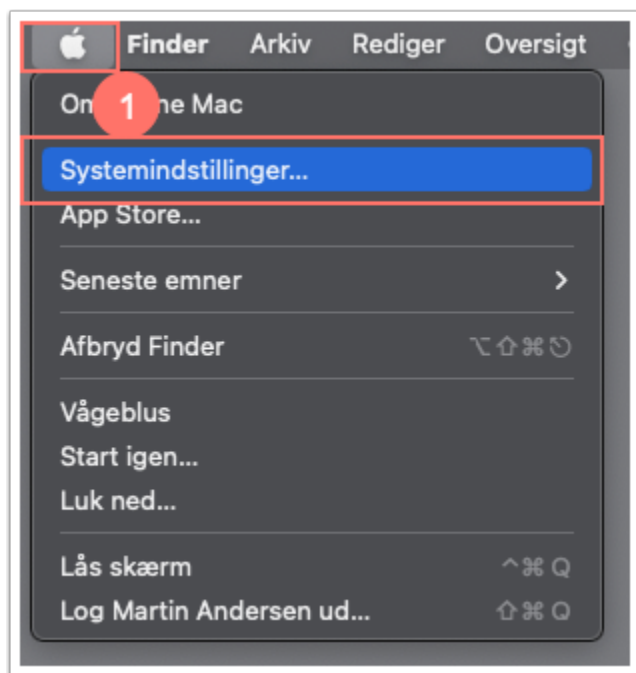 Finder Arkiv Rediger Oversigt
1
Om ne Mac
Systemindstillinger...
App Store...
Seneste emner
Afbryd Finder ⌥⇧⌘⎋
Vågeblus
Start igen...
Luk ned...
Lås skærm ^⌘Q
Log Martin Andersen ud... ⇧⌘Q